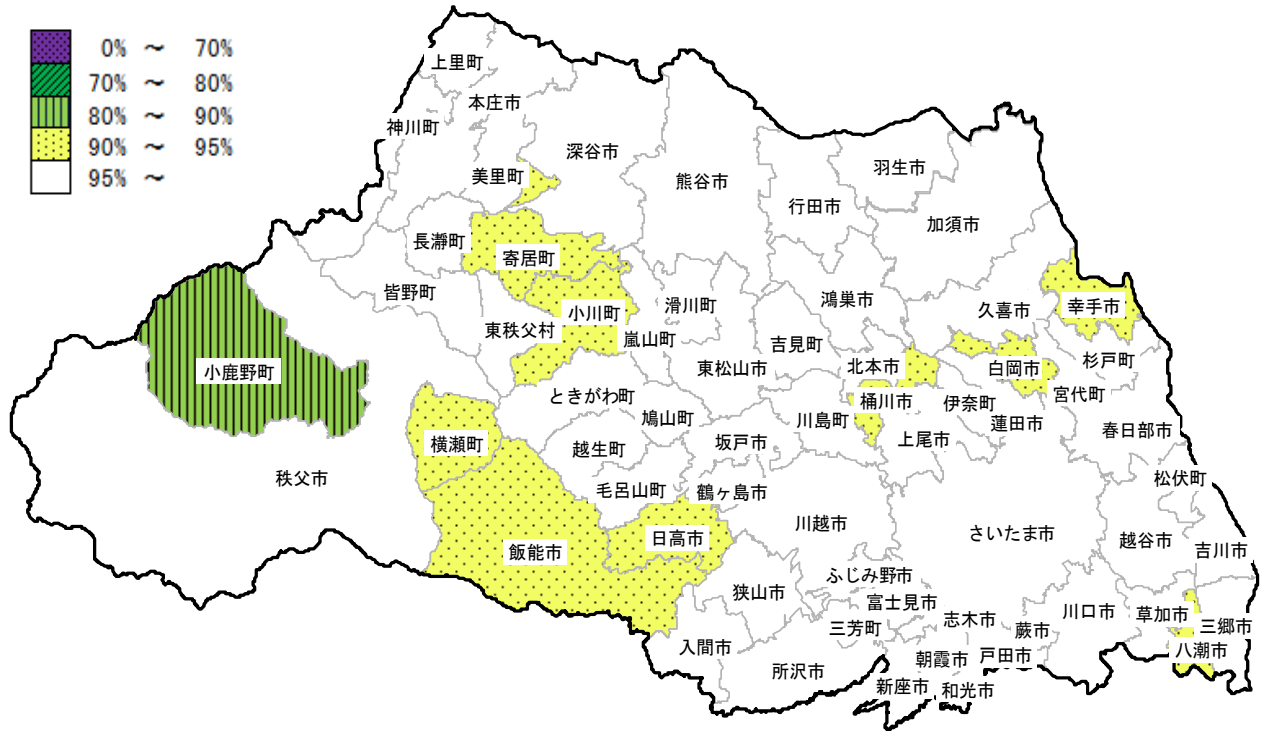 0% ～ 70%
70% ～ 80%
80% ～ 90%
90% ～ 95%
95% ～
上里町
本庄市
神川町
深谷市
美里町
熊谷市
羽生市
行田市
加須市
長瀞町
寄居町
皆野町
小川町
滑川町
鴻巣市
久喜市
幸手市
東秩父村
嵐山町
吉見町
杉戸町
小鹿野町
東松山市
北本市
白岡市
ときがわ町
桶川市
伊奈町
宮代町
鳩山町
川島町
蓮田市
横瀬町
越生町
坂戸市
上尾市
春日部市
秩父市
毛呂山町
鶴ヶ島市
松伏町
飯能市
日高市
川越市
さいたま市
越谷市
吉川市
狭山市
ふじみ野市
富士見市
志木市
川口市
草加市
三郷市
入間市
三芳町
蕨市
八潮市
所沢市
朝霞市
戸田市
新座市
和光市